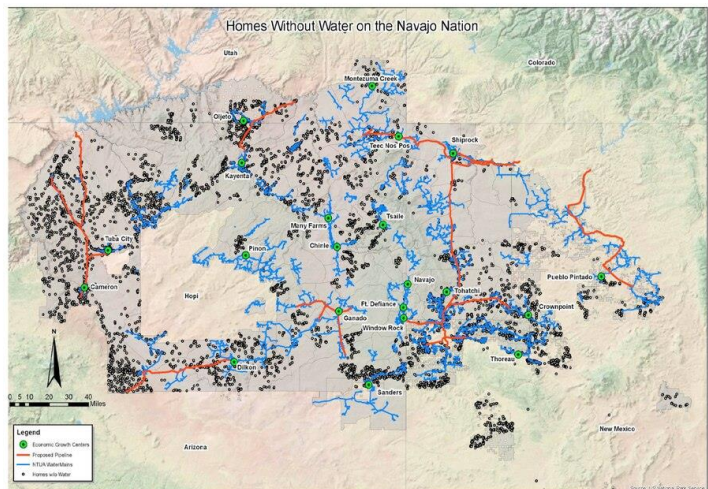 Homes Without Water on the Navajo Nation
Utah
Colorado
Montezuma Creek
Oljeto
Teec Nos Pos
Shiprock
Kayenta
Many Farms
Tsaile
Tuba City
Chinle
Pinon
Pueblo Pintado
Navajo
Cameron
Tohatchi
Hopi
Ft. Defiance
Crownpoint
Ganado
Window Rock
N
Thoreau
Dilkon
Sanders
0 5 10 20 30 40
Miles
Legend
Economic Growth Centers
Proposed Pipeline
NTUA WaterMains
Homes w/o Water
Arizona
New Mexico